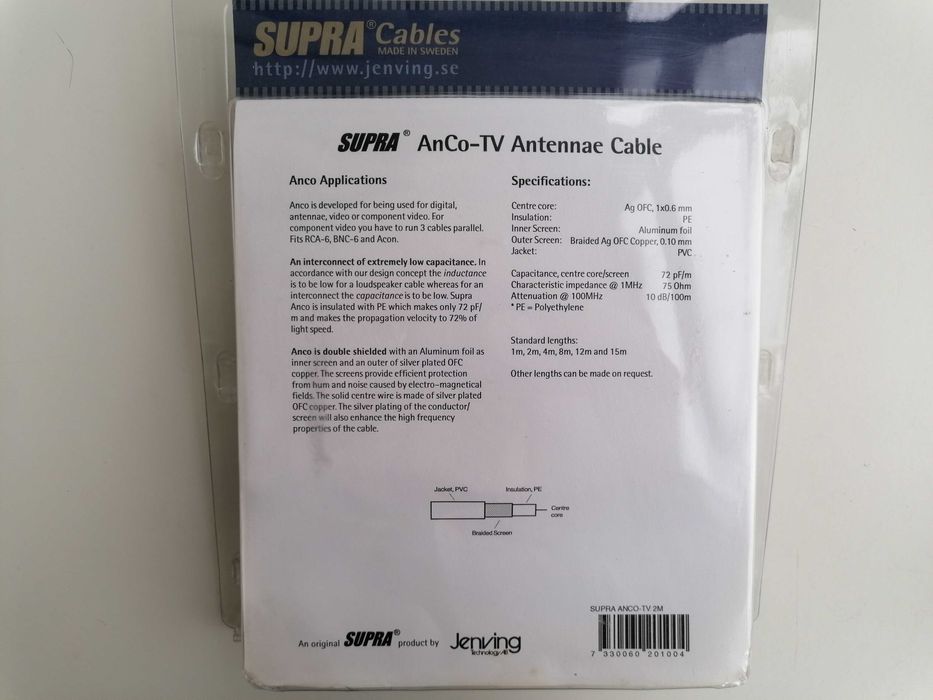 SUPRA® Cables
MADE IN SWEDEN
http://www.jenving.se
SUPRA® AnCo-TV Antennae Cable
Anco Applications
Anco is developed for being used for digital,
antennae, video or component video. For
component video you have to run 3 cables parallel.
Fits RCA-6, BNC-6 and Acon.
An interconnect of extremely low capacitance. In
accordance with our design concept the inductance
is to be low for a loudspeaker cable whereas for an
interconnect the capacitance is to be low. Supra
Anco is insulated with PE which makes only 72 pF/
m and makes the propagation velocity to 72% of
light speed.
Anco is double shielded with an Aluminum foil as
inner screen and an outer of silver plated OFC
copper. The screens provide efficient protection
from hum and noise caused by electro-magnetical
fields. The solid centre wire is made of silver plated
OFC copper. The silver plating of the conductor/
screen will also enhance the high frequency
properties of the cable.
Specifications:
Centre core: Ag OFC, 1x0.6 mm
Insulation: PE
Inner Screen: Aluminum foil
Outer Screen: Braided Ag OFC Copper, 0.10 mm
Jacket: PVC
Capacitance, centre core/screen 72 pF/m
Characteristic impedance @ 1MHz 75 Ohm
Attenuation @ 100MHz 10 dB/100m
* PE = Polyethylene
Standard lengths:
1m, 2m, 4m, 8m, 12m and 15m
Other lengths can be made on request.
Jacket, PVC
Insulation, PE
Centre
core
Braided Screen
An original SUPRA® product by Jenving
Technology AB
SUPRA ANCO-TV 2M
7 330060 201004